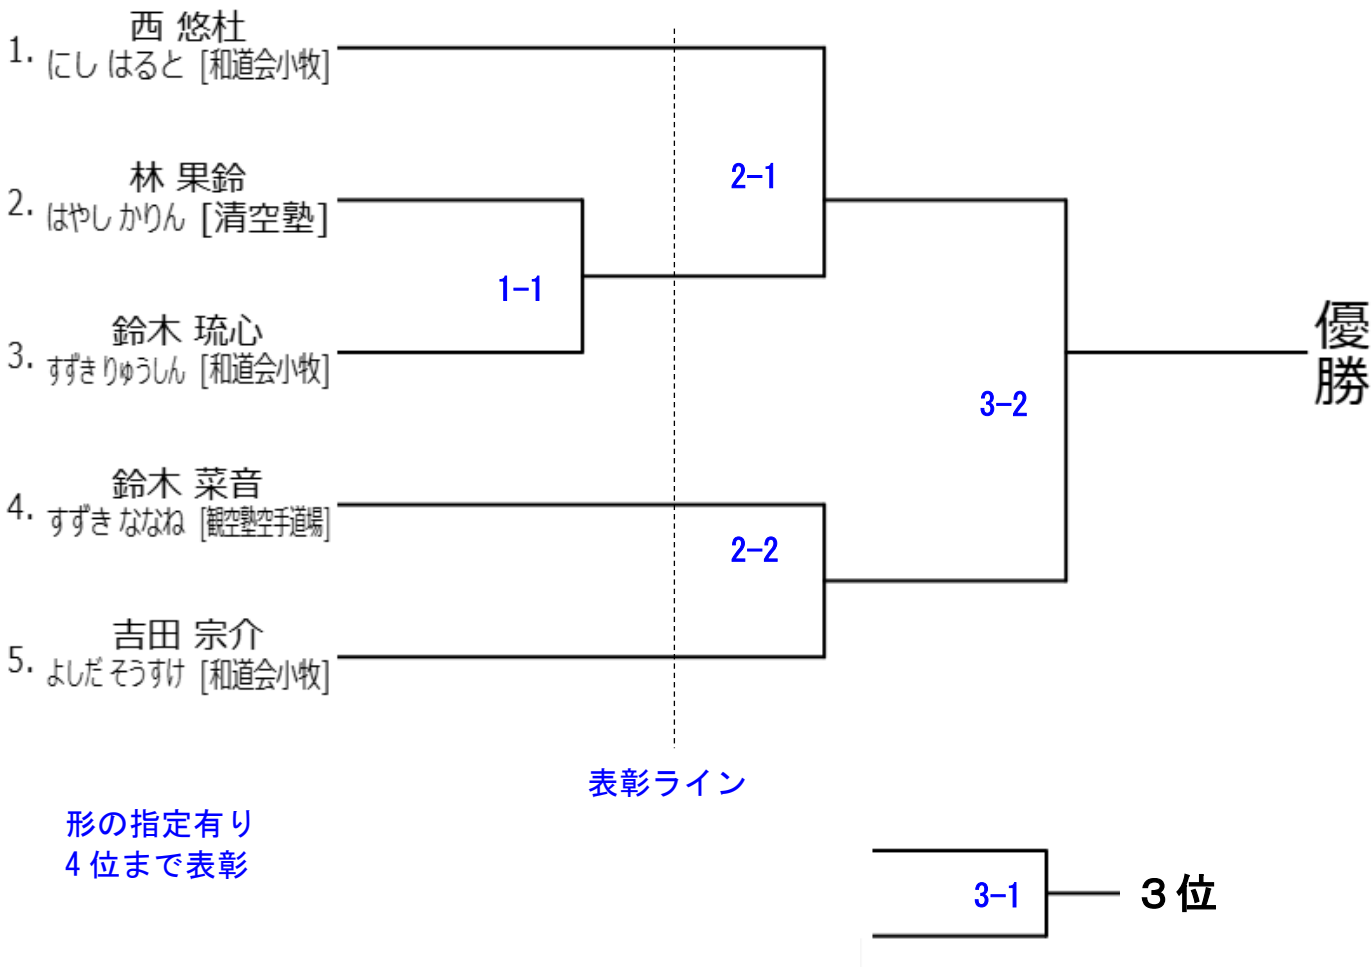 西 悠杜
1. にし はると [和道会小牧]
2-1
林 果鈴
2. はやし かりん [清空塾]
1-1
鈴木 琉心
3. すずき りゅうしん [和道会小牧]
優勝
3-2
鈴木 菜音
4. すずき ななね [観空塾空手道場]
2-2
吉田 宗介
5. よしだ そうすけ [和道会小牧]
表彰ライン
形の指定有り
4位まで表彰
3-1
3位